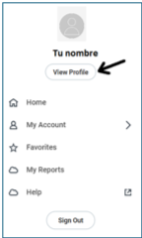 Tu nombre
View Profile
Home
My Account
Favorites
My Reports
Help
Sign Out